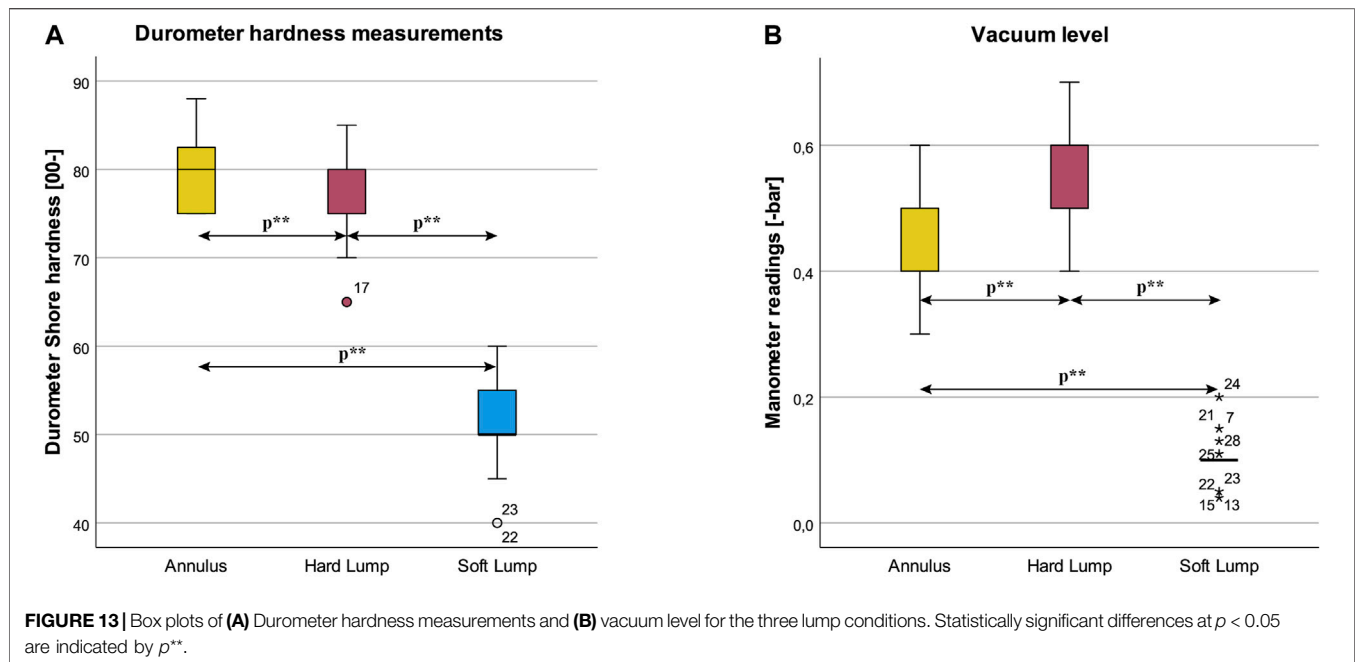 A
Durometer hardness measurements
Durometer Shore hardness [00-]
90
80
70
60
50
40
p**
p**
17
p**
23
22
Annulus
Hard Lump
Soft Lump
B
Vacuum level
Manometer readings [-bar]
0,6
0,4
0,2
0,0
p**
p**
p**
24
21 7
28
25
22 23
15 13
Annulus
Hard Lump
Soft Lump
FIGURE 13 | Box plots of (A) Durometer hardness measurements and (B) vacuum level for the three lump conditions. Statistically significant differences at p < 0.05
are indicated by p**.